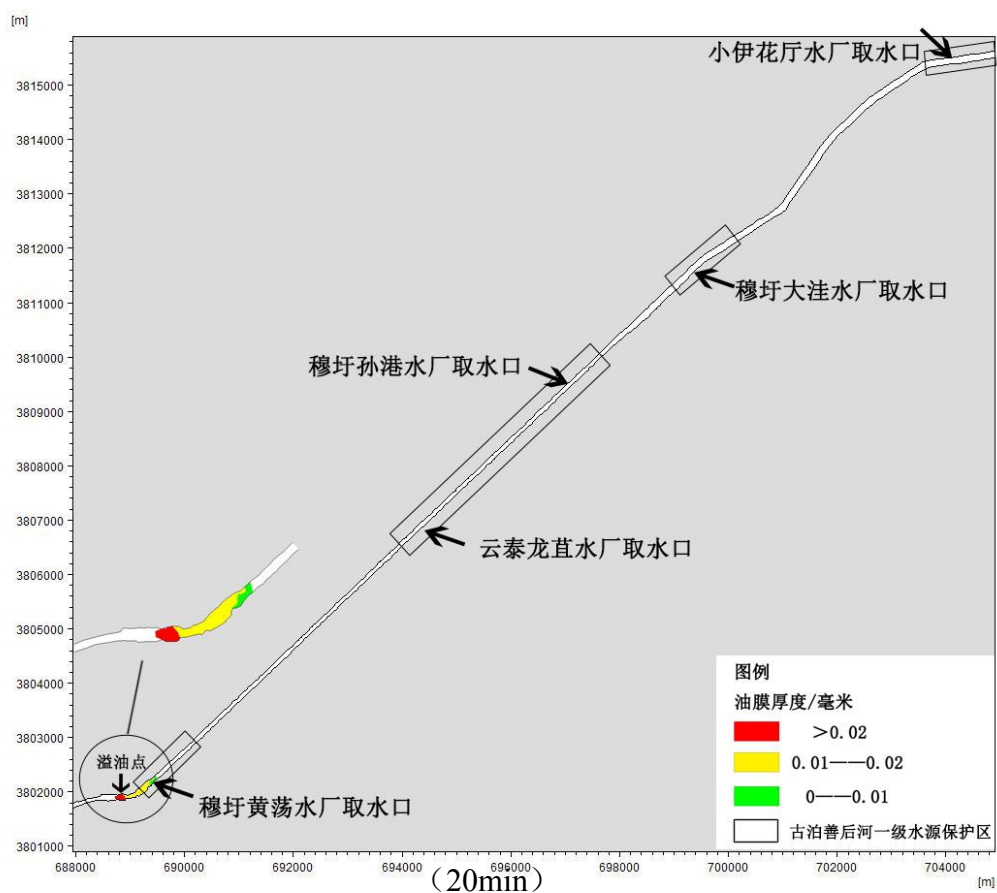 [m]
小伊花厅水厂取水口
3815000
3814000
3813000
3812000
穆圩大洼水厂取水口
3811000
3810000
穆圩孙港水厂取水口
3809000
3808000
3807000
云泰龙苴水厂取水口
3806000
3805000
3804000
3803000
溢油点
3802000
穆圩黄荡水厂取水口
3801000
图例
油膜厚度/毫米
>0.02
0.01——0.02
0——0.01
古泊善后河一级水源保护区
688000 690000 692000 694000 696000 698000 700000 702000 704000
[m]
（20min）